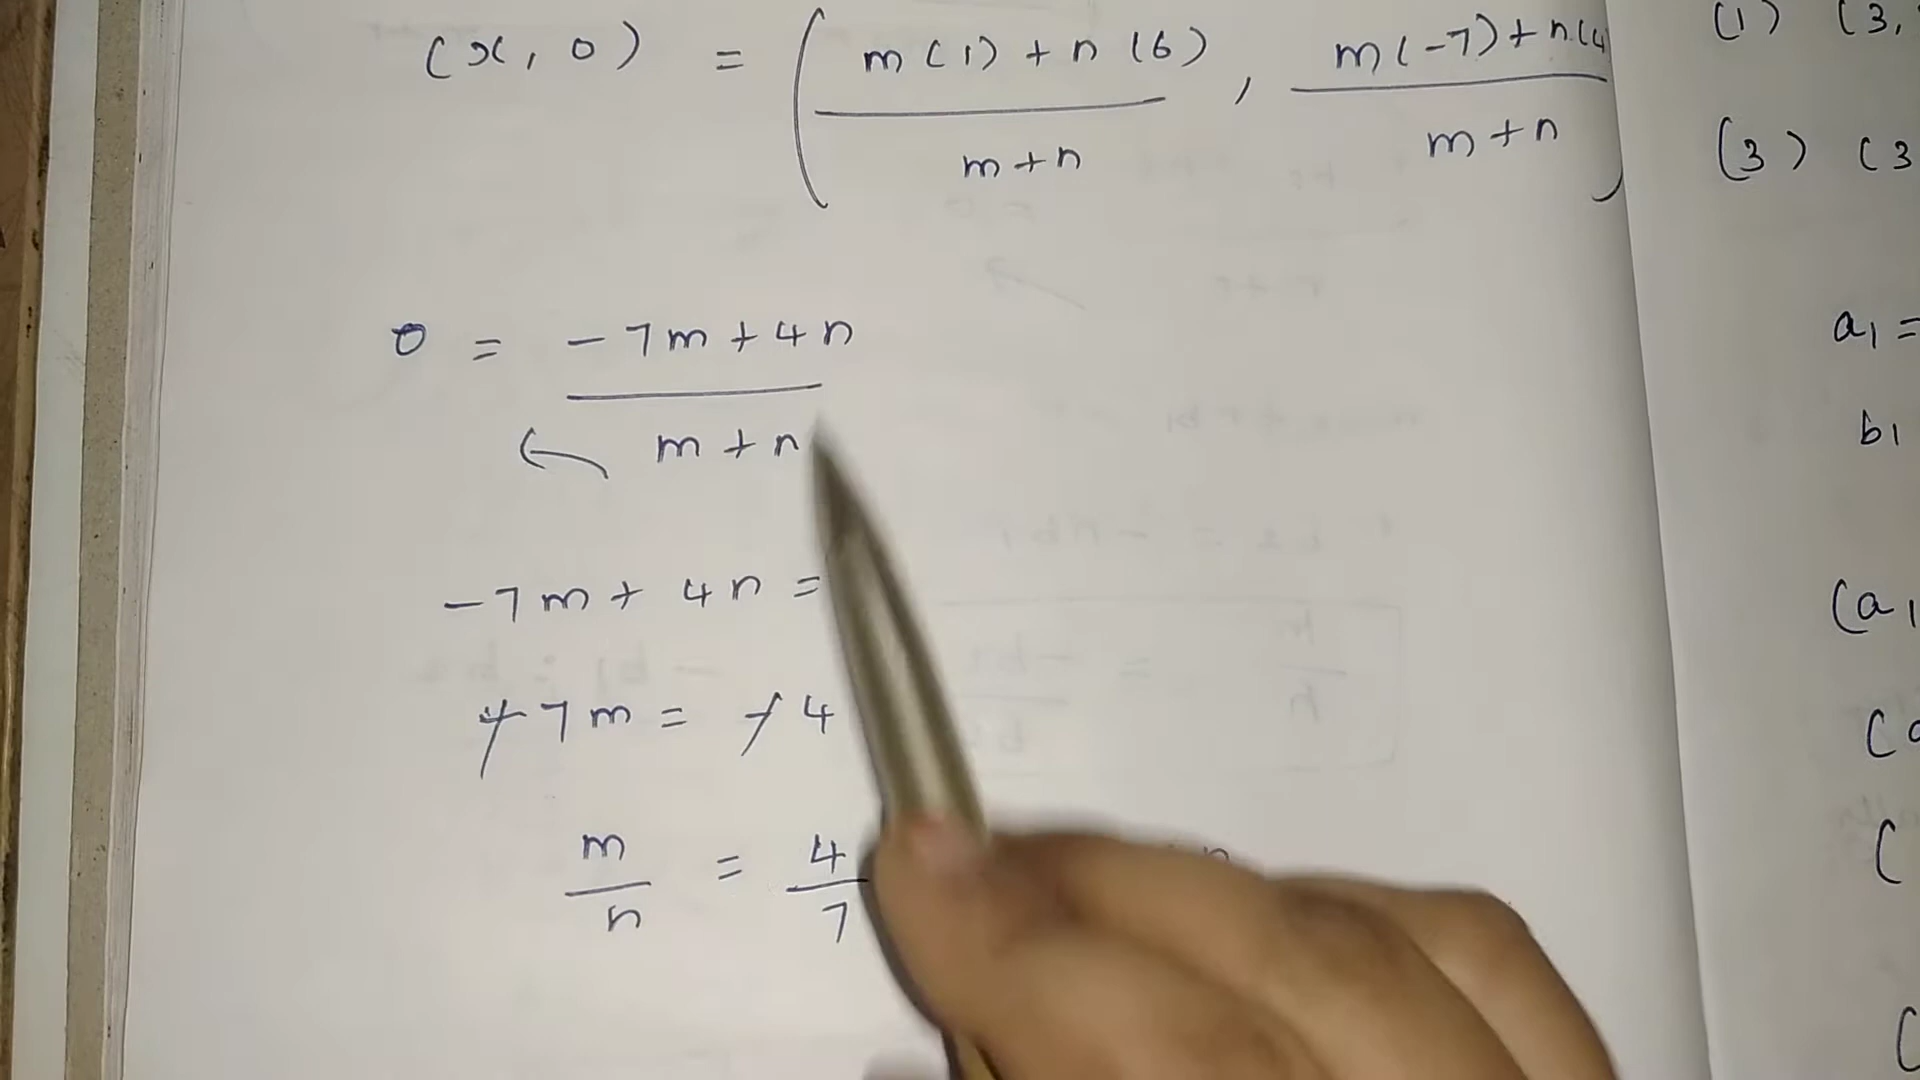 (x, 0) = ( m(1) + n(6) / m+n , m(-7) + n(4 / m+n )
0 = -7m + 4n / m + n
-7m + 4n =
-7m = -4
m/n = 4/7
(1) (3,
(3) (3
a1 =
b1
(a1
(
(
(